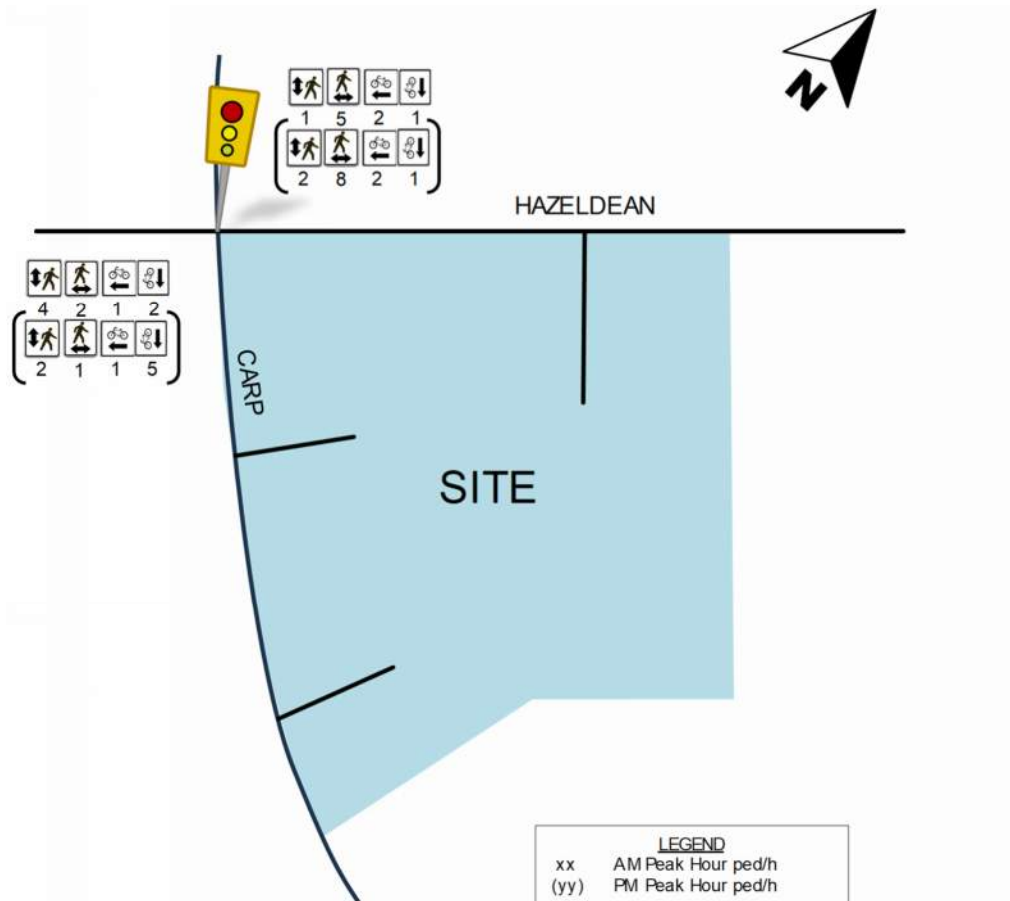 N
1 5 2 1
2 8 2 1
HAZELDEAN
4 2 1 2
2 1 1 5
CARP
SITE
LEGEND
xx AM Peak Hour ped/h
(yy) PM Peak Hour ped/h